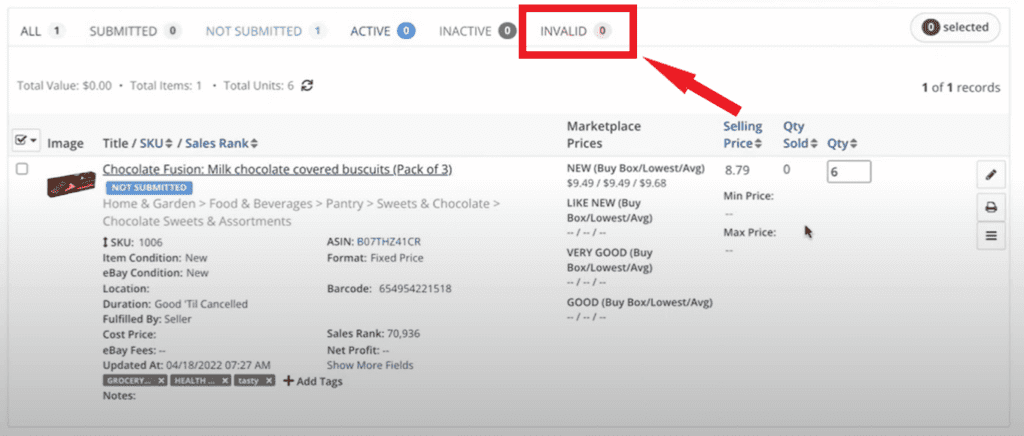 ALL 1 SUBMITTED 0 NOT SUBMITTED 1 ACTIVE 0 INACTIVE 0 INVALID 0 0 selected
Total Value: $0.00 • Total Items: 1 • Total Units: 6 1 of 1 records
Image Title / SKU / Sales Rank Marketplace Prices Selling Price Qty Sold Qty
Chocolate Fusion: Milk chocolate covered buscuits (Pack of 3)
NOT SUBMITTED
Home & Garden > Food & Beverages > Pantry > Sweets & Chocolate >
Chocolate Sweets & Assortments
SKU: 1006 ASIN: B07THZ41CR
Item Condition: New Format: Fixed Price
eBay Condition: New
Location: Barcode: 654954221518
Duration: Good 'Til Cancelled
Fulfilled By: Seller
Cost Price: Sales Rank: 70,936
eBay Fees: -- Net Profit: --
Updated At: 04/18/2022 07:27 AM Show More Fields
GROCERY... x HEALTH ... x tasty x + Add Tags
Notes:
NEW (Buy Box/Lowest/Avg)
$9.49 / $9.49 / $9.68
LIKE NEW (Buy
Box/Lowest/Avg)
-- / -- / --
VERY GOOD (Buy
Box/Lowest/Avg)
-- / -- / --
GOOD (Buy Box/Lowest/Avg)
-- / -- / --
8.79 0 6
Min Price:
--
Max Price:
--